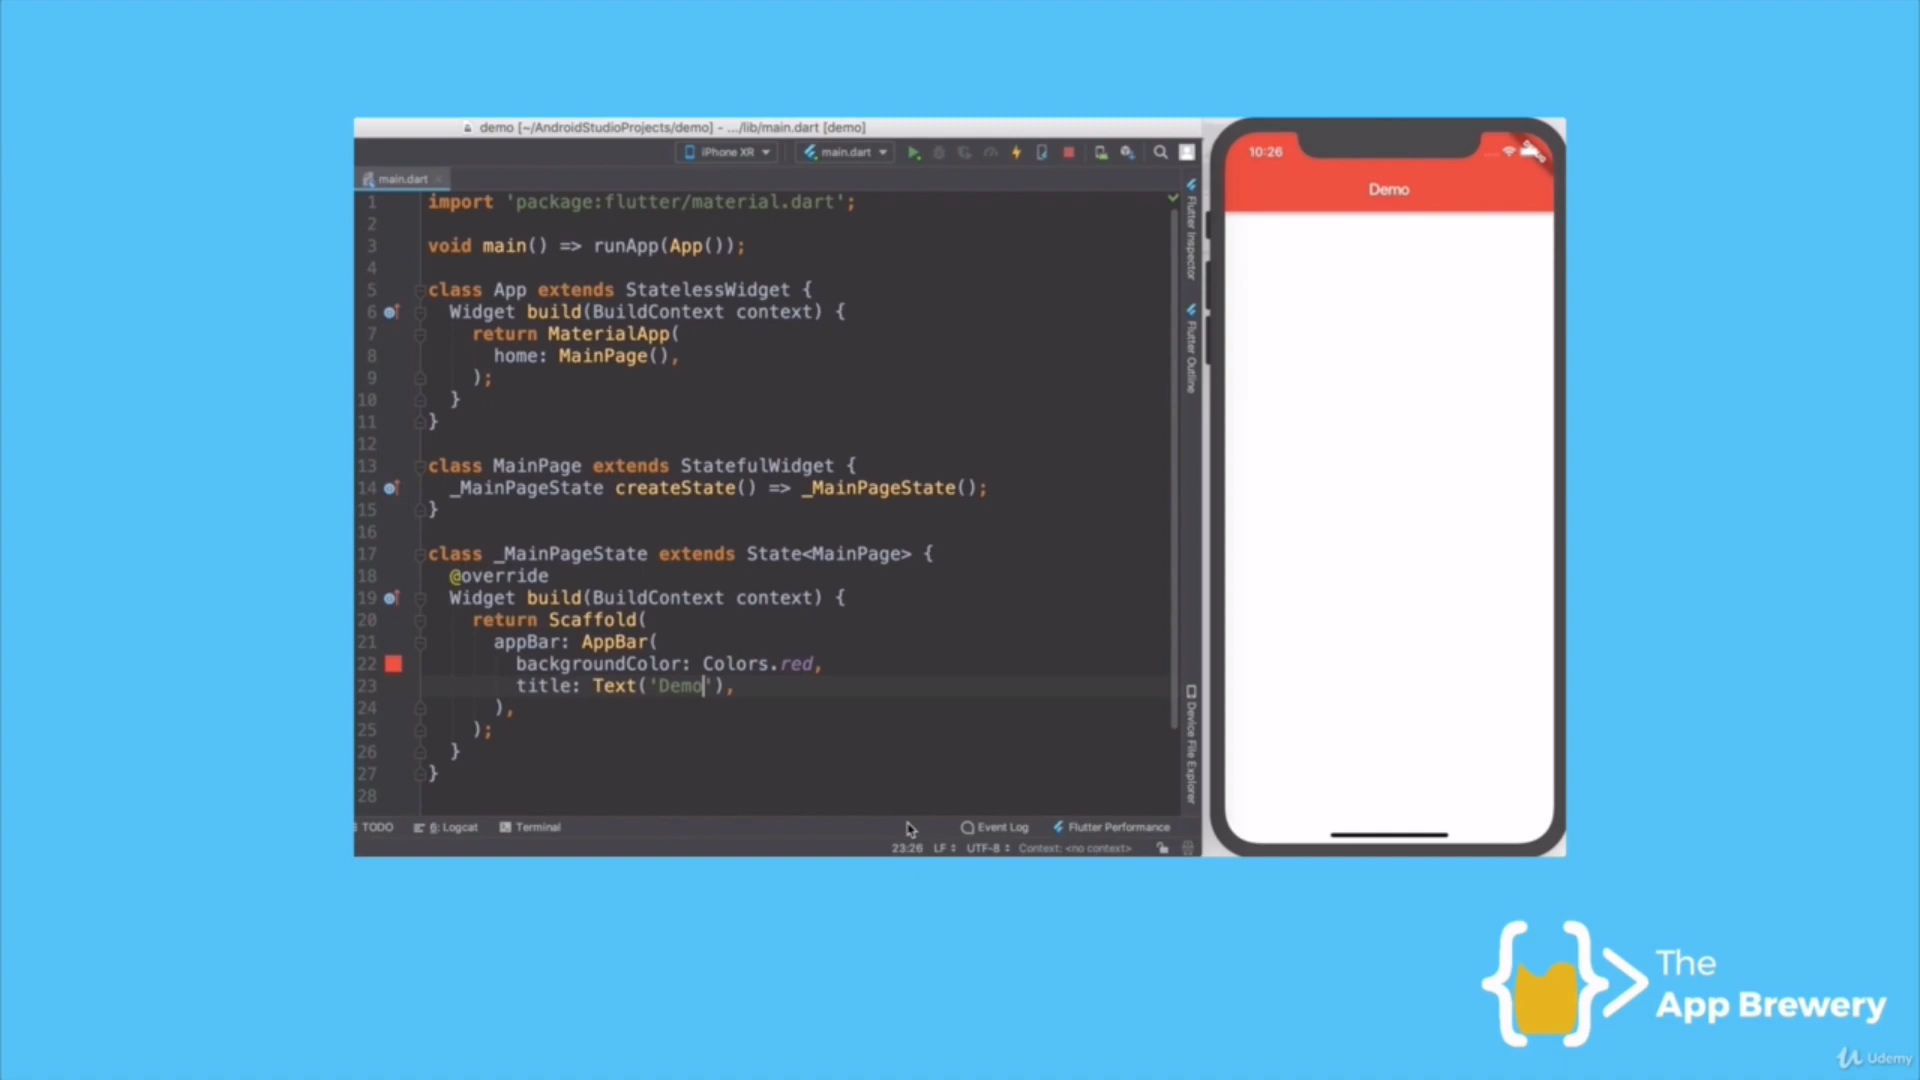 demo [~/AndroidStudioProjects/demo] - .../lib/main.dart [demo]
iPhone XR
main.dart
main.dart
1 import 'package:flutter/material.dart';
2
3 void main() => runApp(App());
4
5 class App extends StatelessWidget {
6 Widget build(BuildContext context) {
7 return MaterialApp(
8 home: MainPage(),
9 );
10 }
11 }
12
13 class MainPage extends StatefulWidget {
14 _MainPageState createState() => _MainPageState();
15 }
16
17 class _MainPageState extends State<MainPage> {
18 @override
19 Widget build(BuildContext context) {
20 return Scaffold(
21 appBar: AppBar(
22 backgroundColor: Colors.red,
23 title: Text('Demo'),
24 ),
25 );
26 }
27 }
28
Flutter Inspector
Flutter Outline
Device File Explorer
TODO
6: Logcat
Terminal
Event Log
Flutter Performance
23:26 LF UTF-8 Context: <no context>
10:26
Demo
The
App Brewery
Udemy